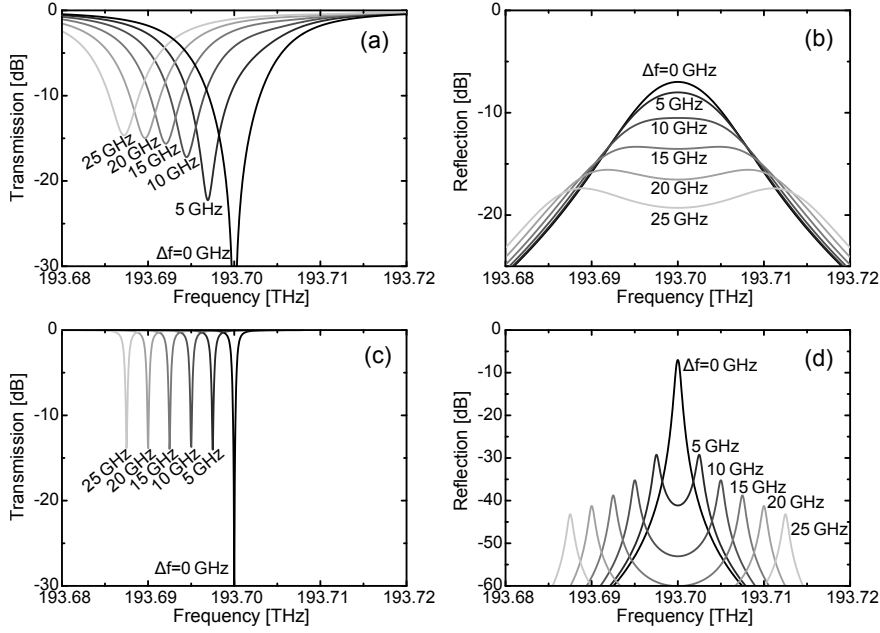 (a)
Transmission [dB]
0
-10
-20
-30
25 GHz
20 GHz
15 GHz
10 GHz
5 GHz
Δf=0 GHz
193.68 193.69 193.70 193.71 193.72
Frequency [THz]
(b)
Reflection [dB]
0
-10
-20
Δf=0 GHz
5 GHz
10 GHz
15 GHz
20 GHz
25 GHz
193.68 193.69 193.70 193.71 193.72
Frequency [THz]
(c)
Transmission [dB]
0
-10
-20
-30
25 GHz
20 GHz
15 GHz
10 GHz
5 GHz
Δf=0 GHz
193.68 193.69 193.70 193.71 193.72
Frequency [THz]
(d)
Reflection [dB]
0
-10
-20
-30
-40
-50
-60
Δf=0 GHz
5 GHz
10 GHz
15 GHz
20 GHz
25 GHz
193.68 193.69 193.70 193.71 193.72
Frequency [THz]